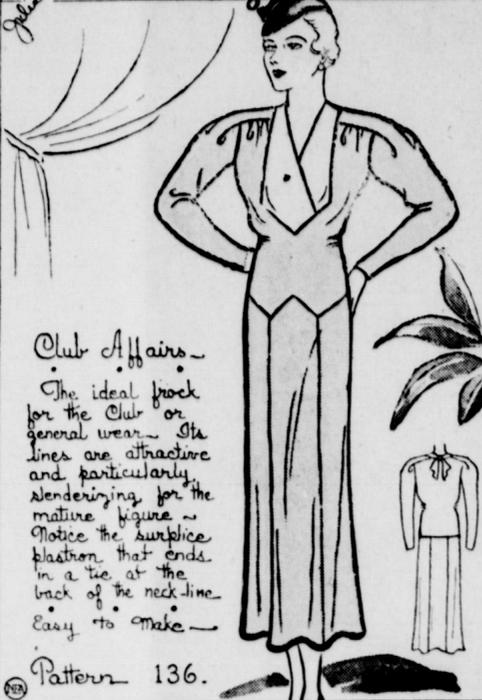 Julia
Club Affairs—
The ideal frock
for the Club or
general wear— Its
lines are attractive
and particularly
slenderizing for the
mature figure ~
Notice the surplice
plastron that ends
in a tie at the
back of the neck-line
Easy to Make —
Pattern 136.
NEA